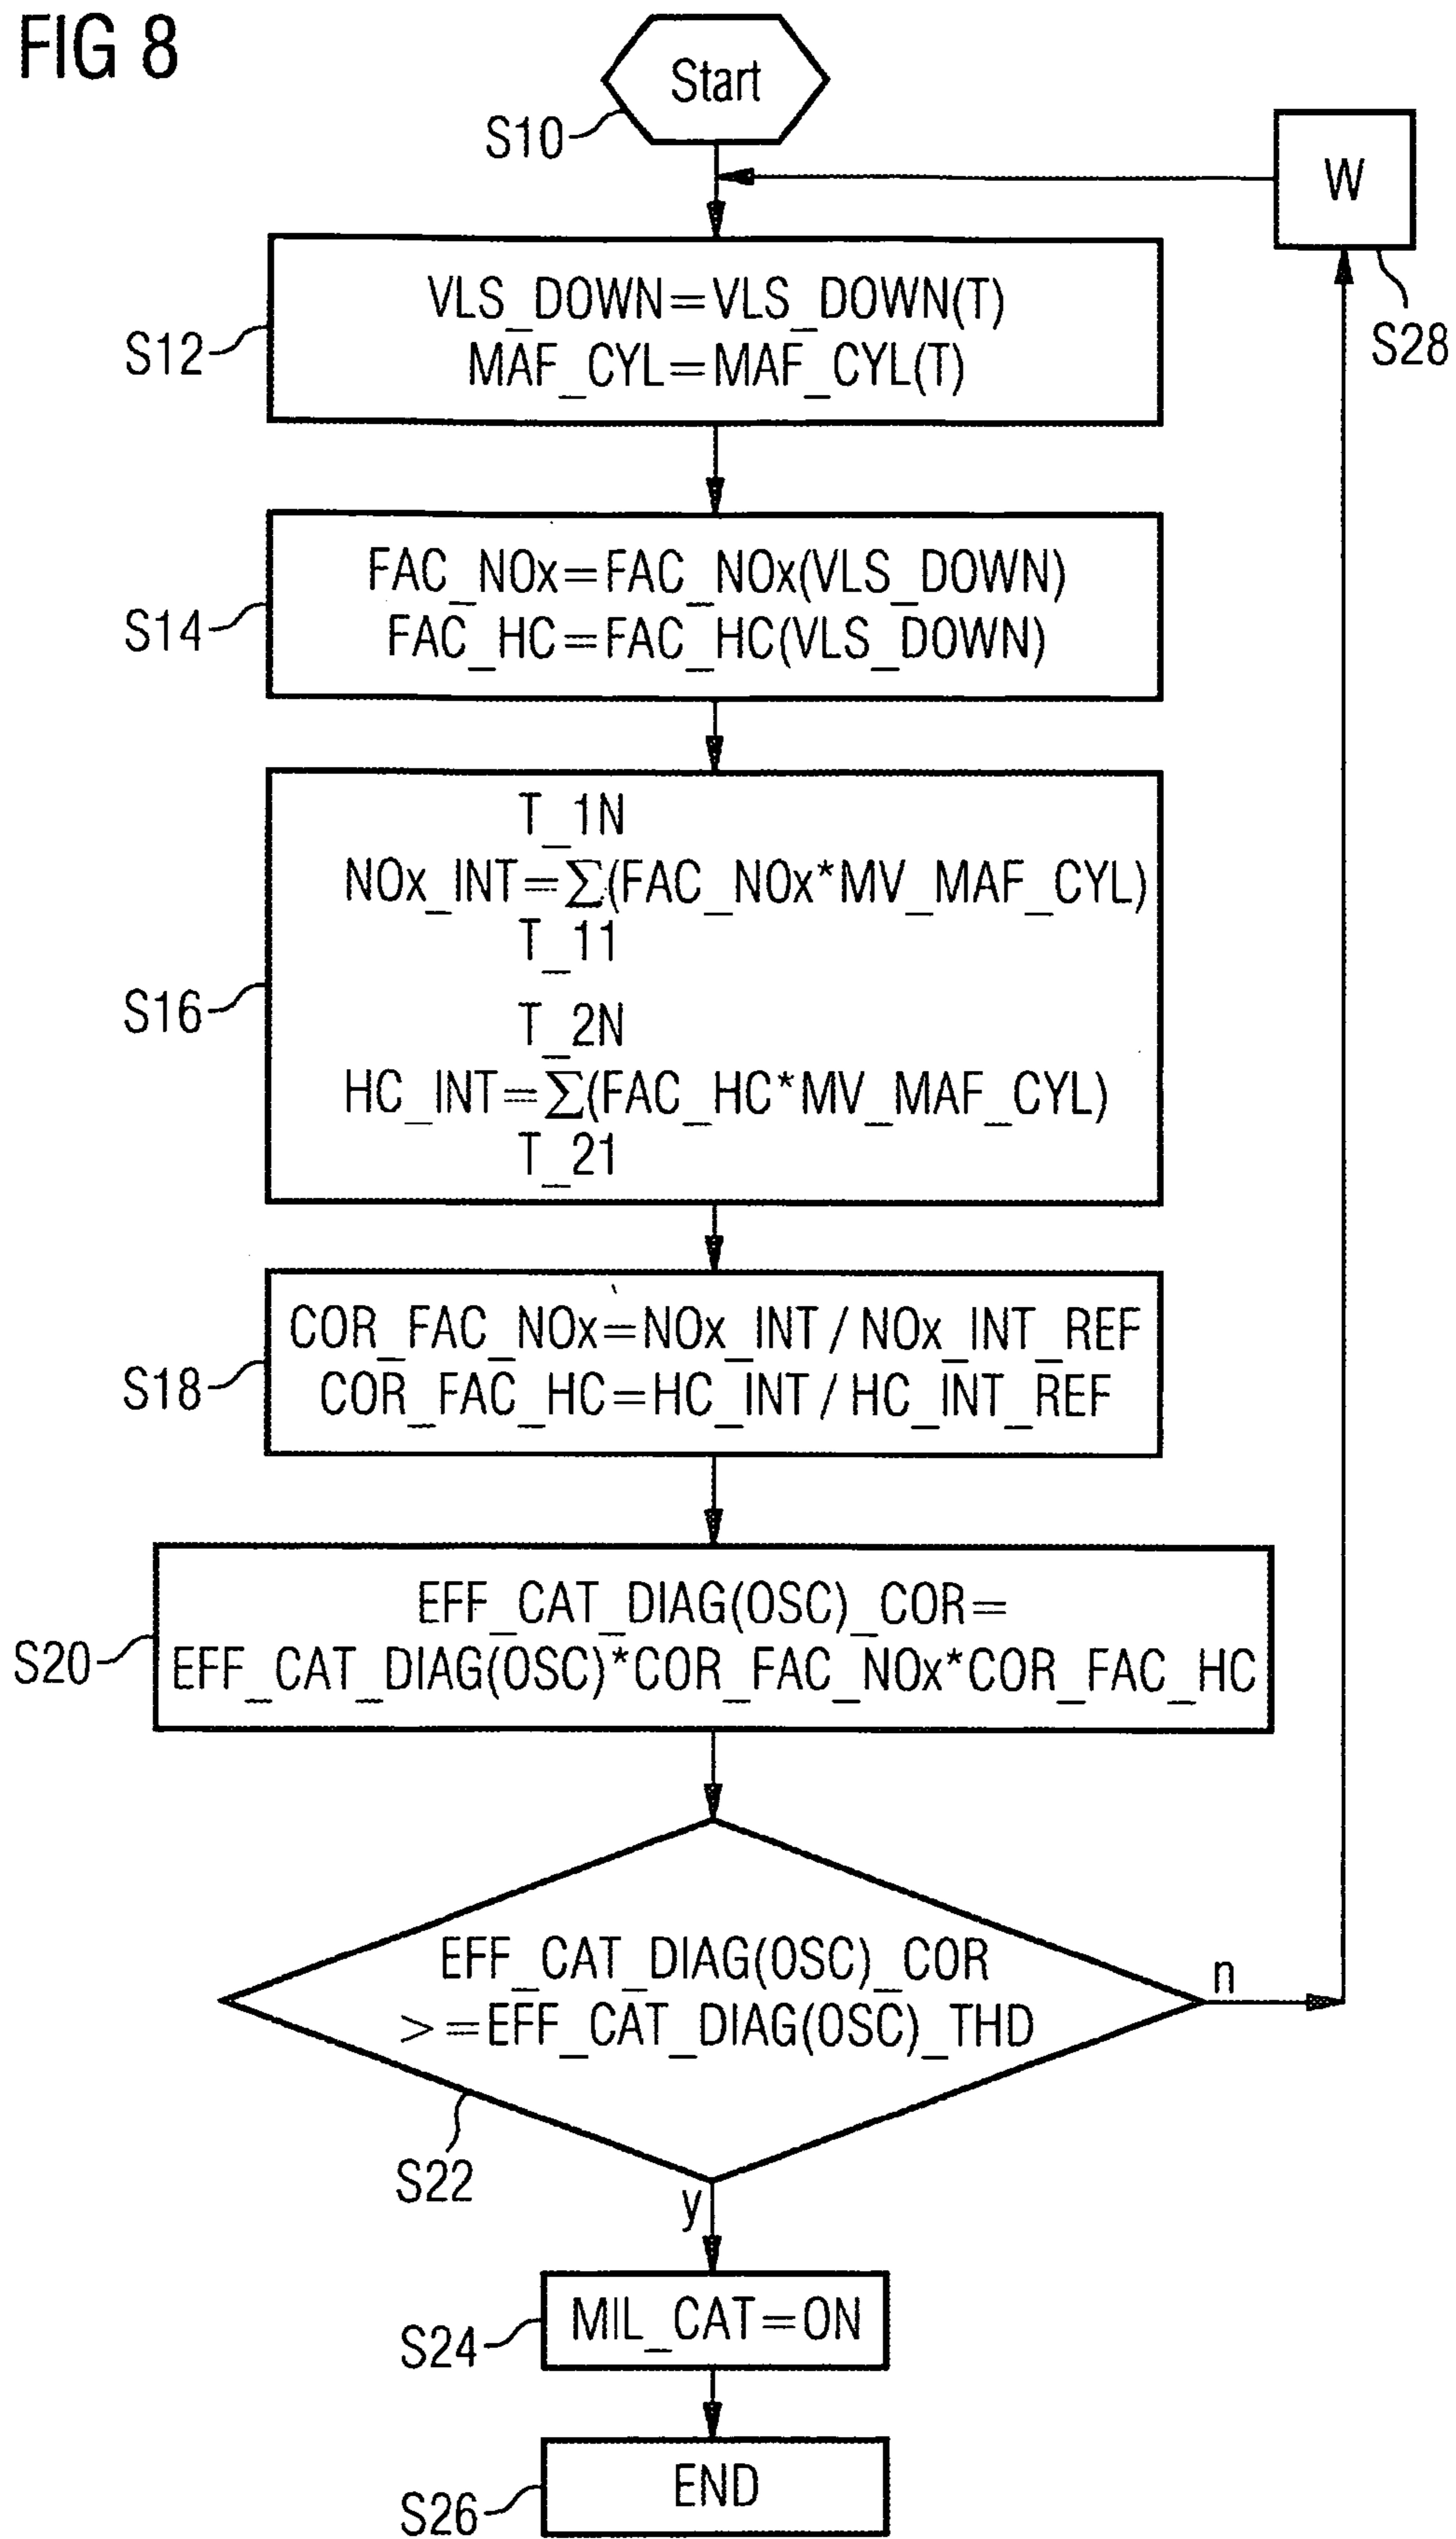 FIG 8
Start
S10
W
S28
VLS_DOWN=VLS_DOWN(T)
MAF_CYL=MAF_CYL(T)
S12
FAC_NOx=FAC_NOx(VLS_DOWN)
FAC_HC=FAC_HC(VLS_DOWN)
S14
T_1N
NOx_INT=∑(FAC_NOx*MV_MAF_CYL)
T_11
T_2N
HC_INT=∑(FAC_HC*MV_MAF_CYL)
T_21
S16
COR_FAC_NOx=NOx_INT/NOx_INT_REF
COR_FAC_HC=HC_INT/HC_INT_REF
S18
EFF_CAT_DIAG(OSC)_COR=
EFF_CAT_DIAG(OSC)*COR_FAC_NOx*COR_FAC_HC
S20
EFF_CAT_DIAG(OSC)_COR
>=EFF_CAT_DIAG(OSC)_THD
n
S22
y
MIL_CAT=ON
S24
END
S26